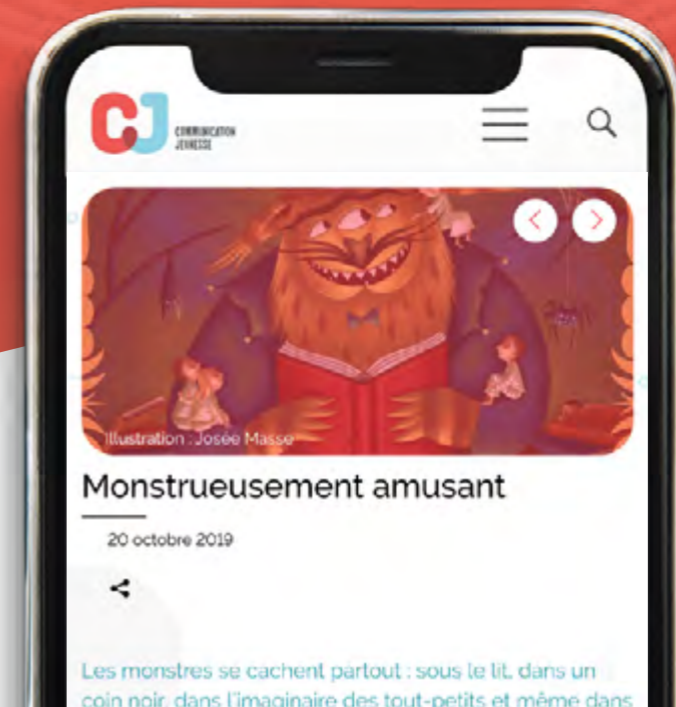 CJ
COMMUNICATION
JEUNESSE
Illustration : Josée Masse
Monstrueusement amusant
20 octobre 2019
Les monstres se cachent partout : sous le lit, dans un
coin noir, dans l'imaginaire des tout-petits et même dans